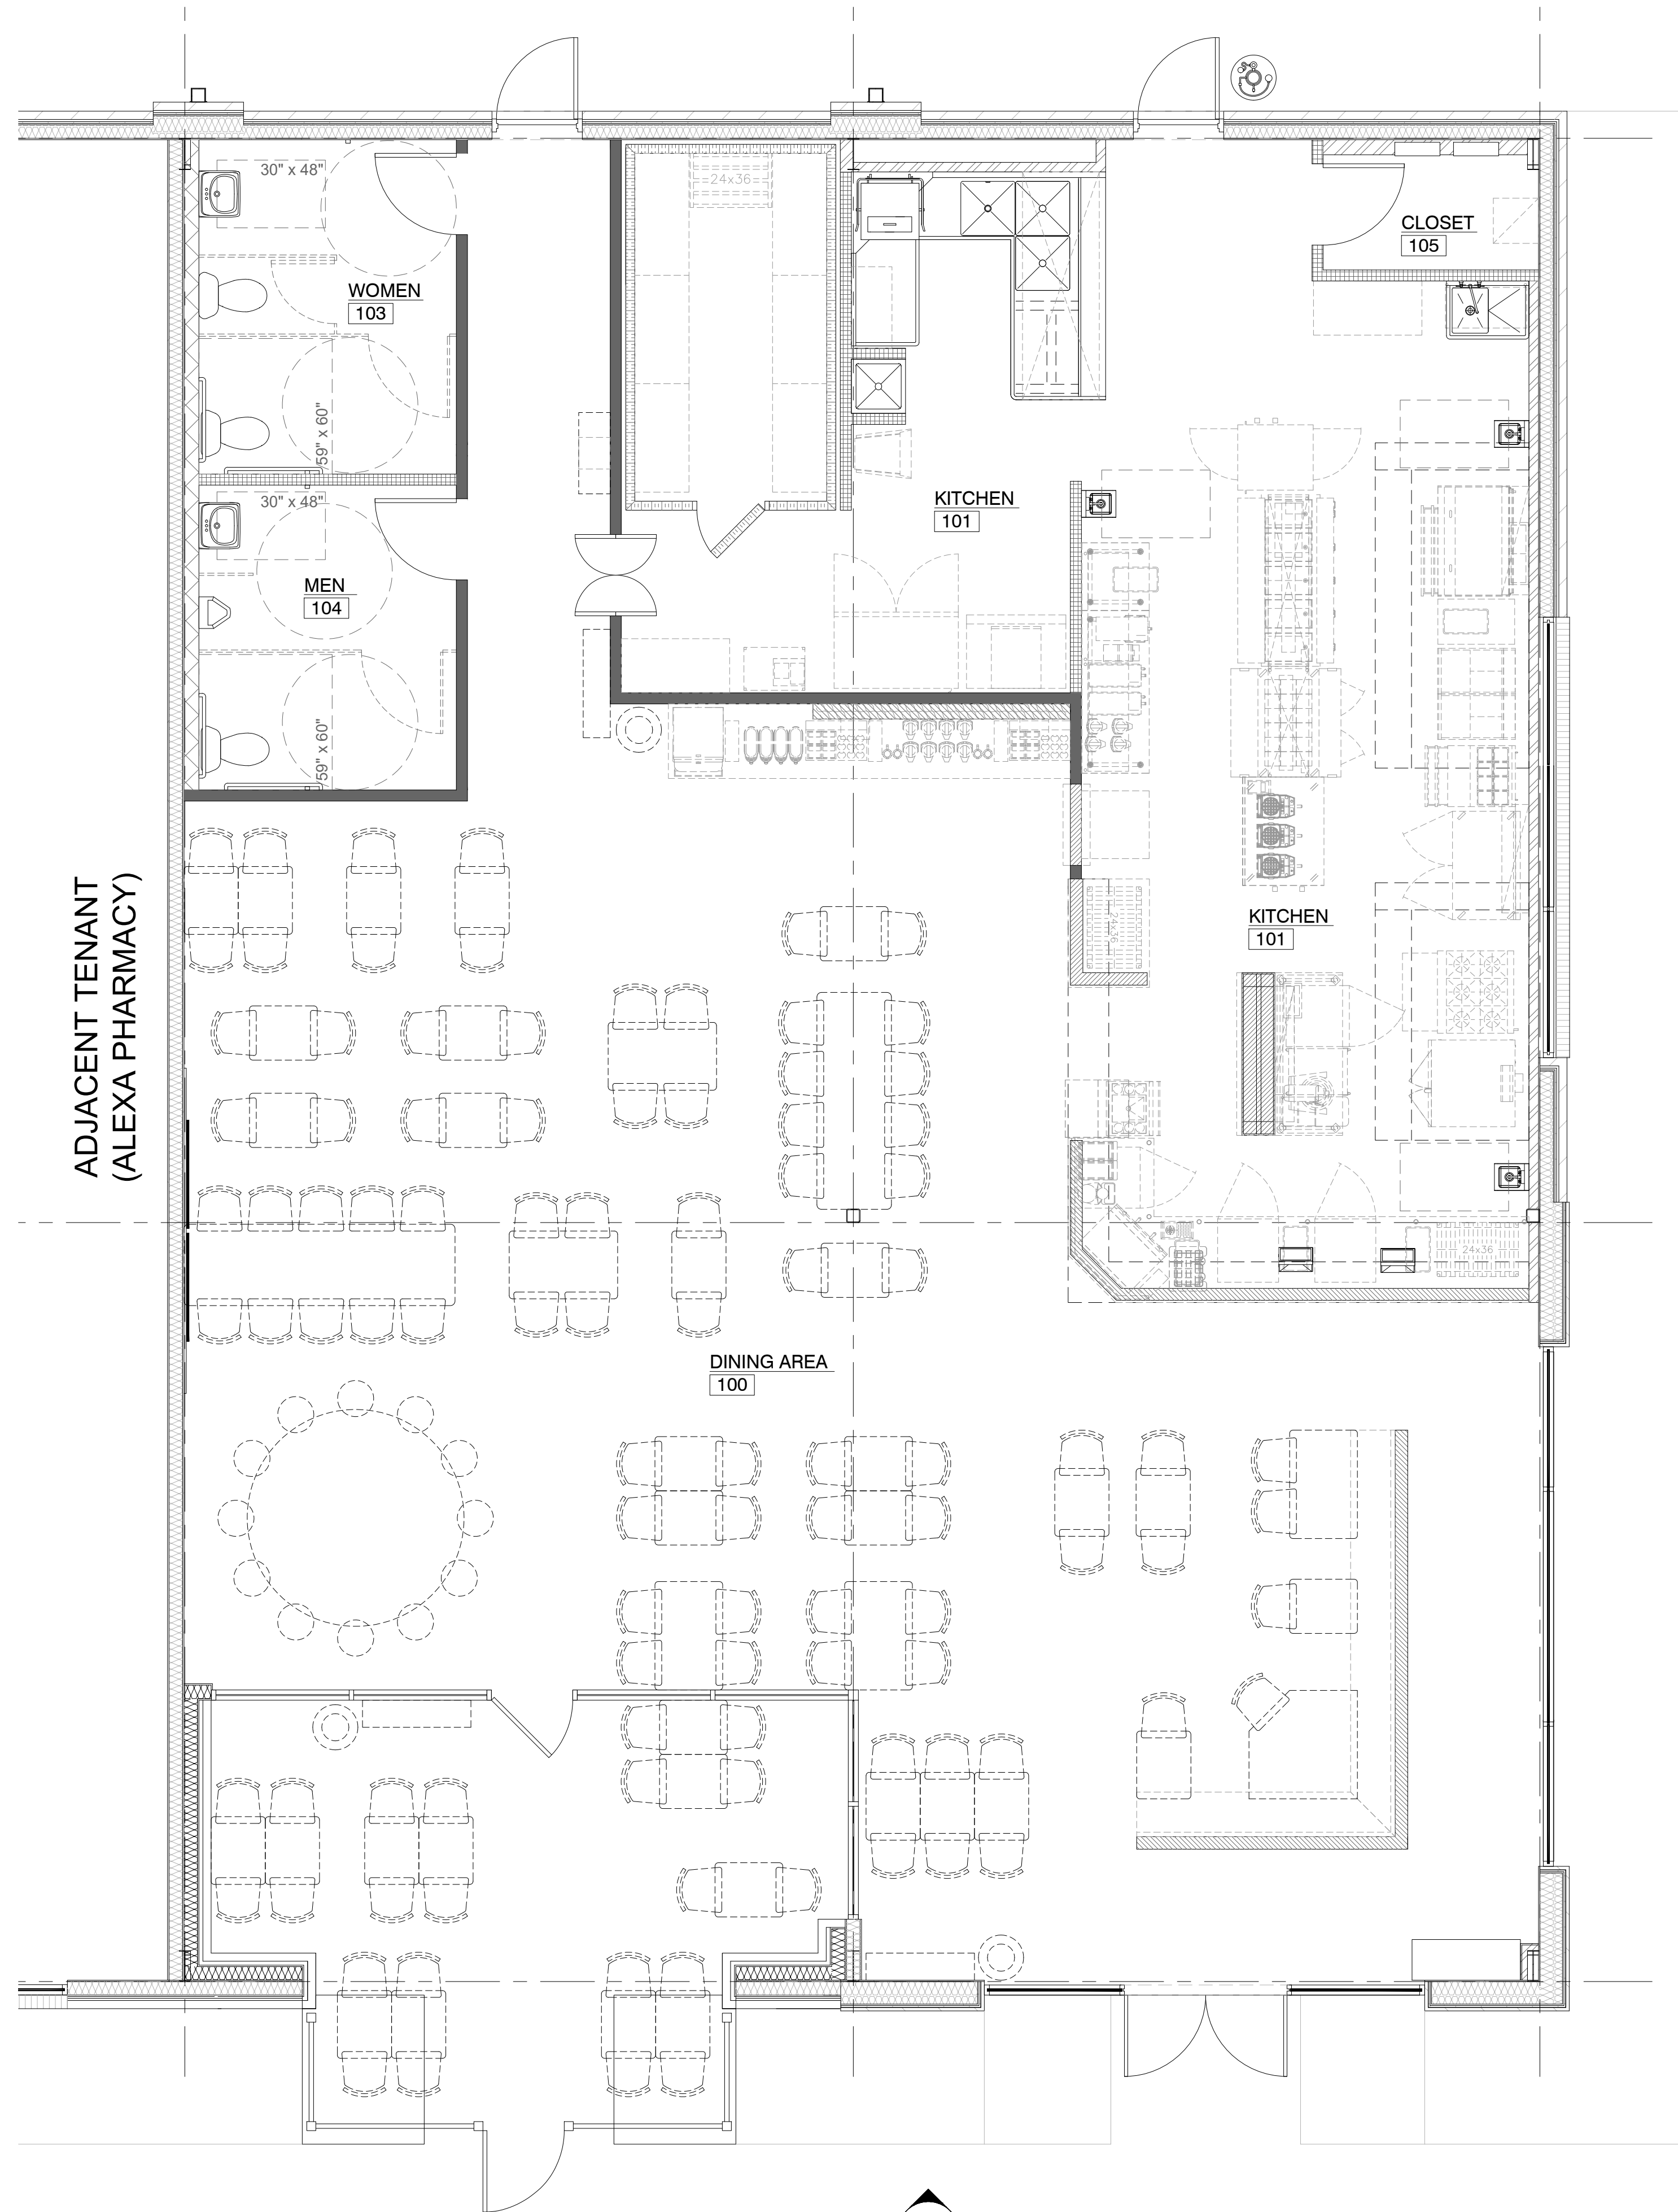 30" x 48"
24x36
CLOSET
105
WOMEN
103
59" x 60"
30" x 48"
KITCHEN
101
MEN
104
59" x 60"
ADJACENT TENANT
(ALEXA PHARMACY)
24x36
KITCHEN
101
24x36
DINING AREA
100